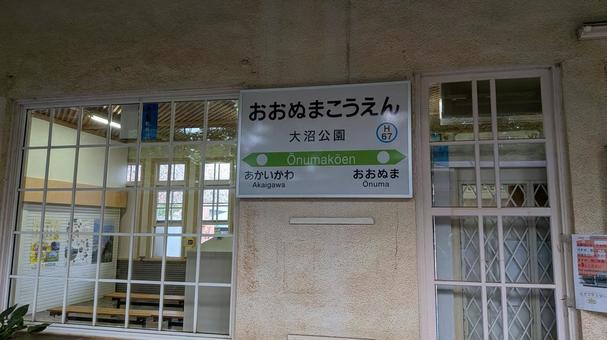 おおぬまこうえん
大沼公園
H
67
Ōnumakōen
あかいかわ
Akaigawa
おおぬま
Onuma